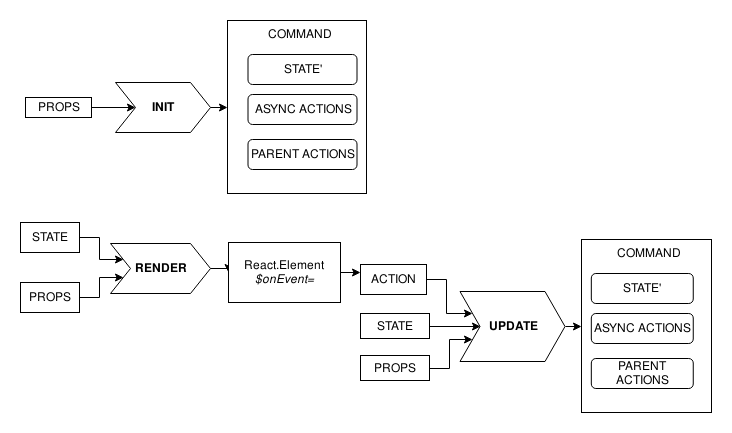 COMMAND
STATE'
PROPS
INIT
ASYNC ACTIONS
PARENT ACTIONS
STATE
RENDER
PROPS
React.Element
$onEvent=
ACTION
STATE
PROPS
UPDATE
COMMAND
STATE'
ASYNC ACTIONS
PARENT
ACTIONS